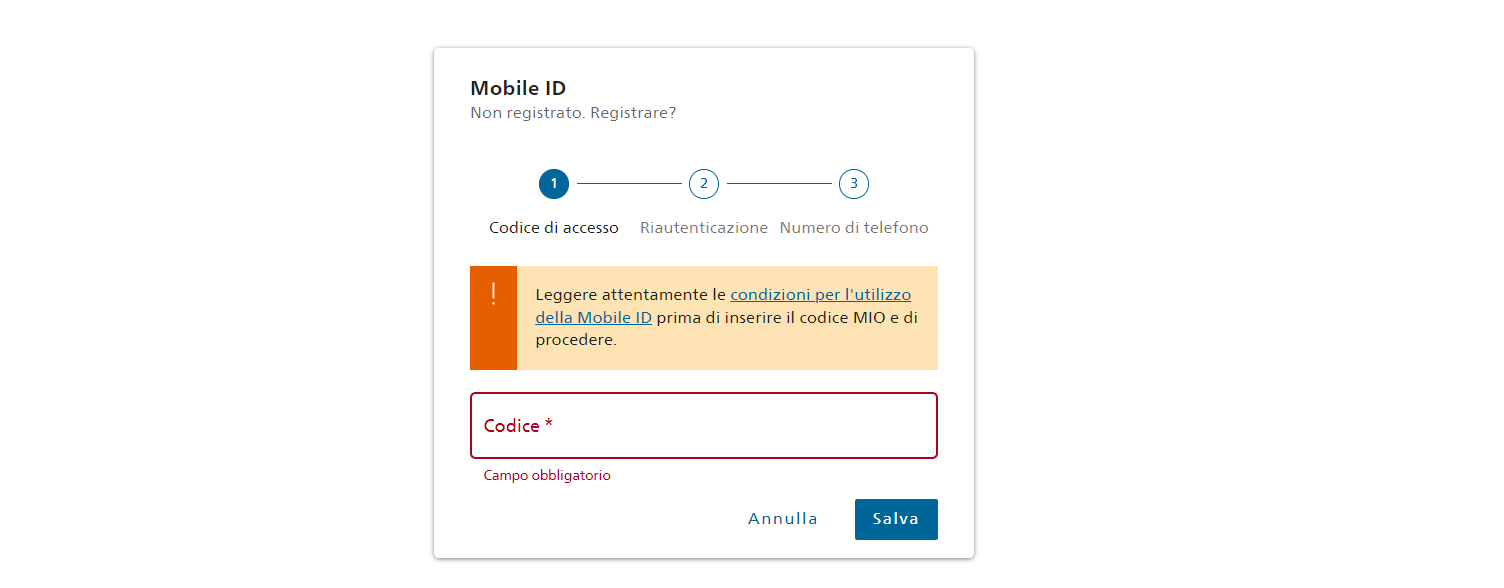 Mobile ID
Non registrato. Registrare?
1 2 3
Codice di accesso Riautenticazione Numero di telefono
!
Leggere attentamente le condizioni per l'utilizzo
della Mobile ID prima di inserire il codice MIO e di
procedere.
Codice *
Campo obbligatorio
Annulla Salva